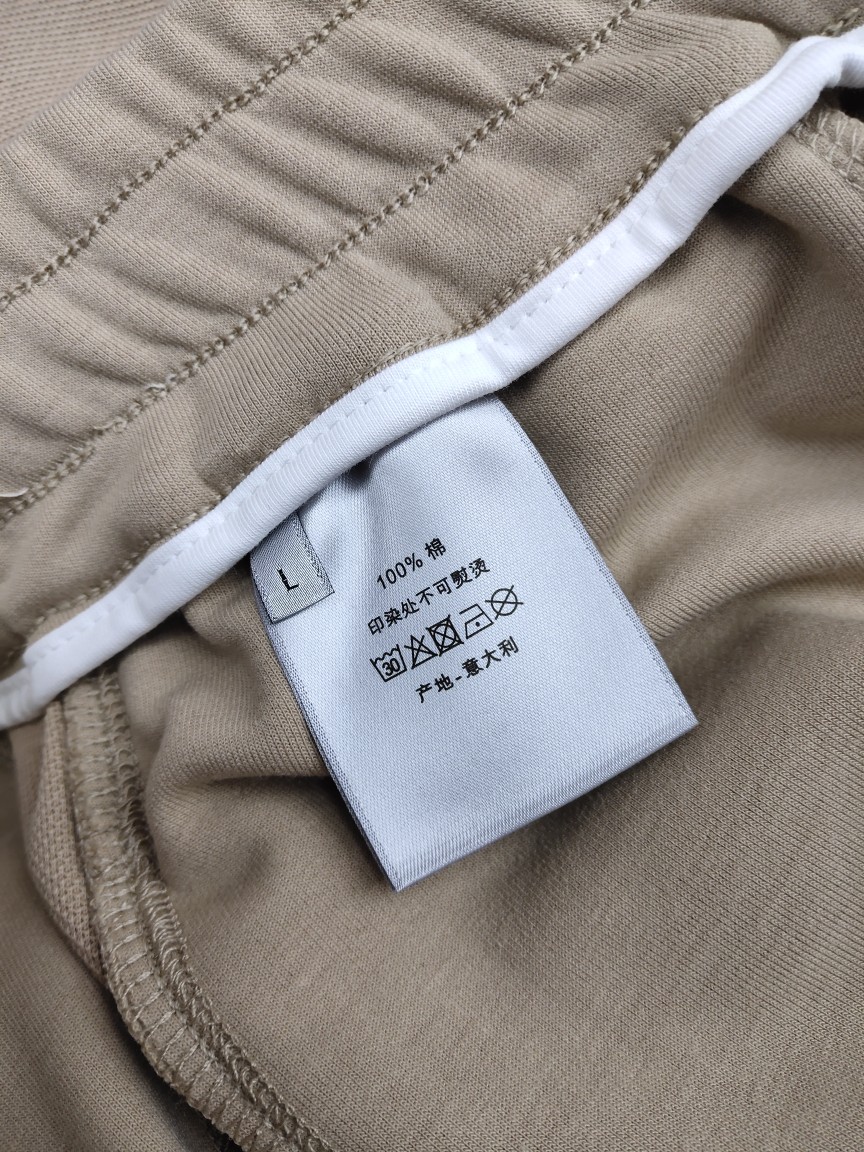 L
100% 棉
印染处不可熨烫
30
产地-意大利